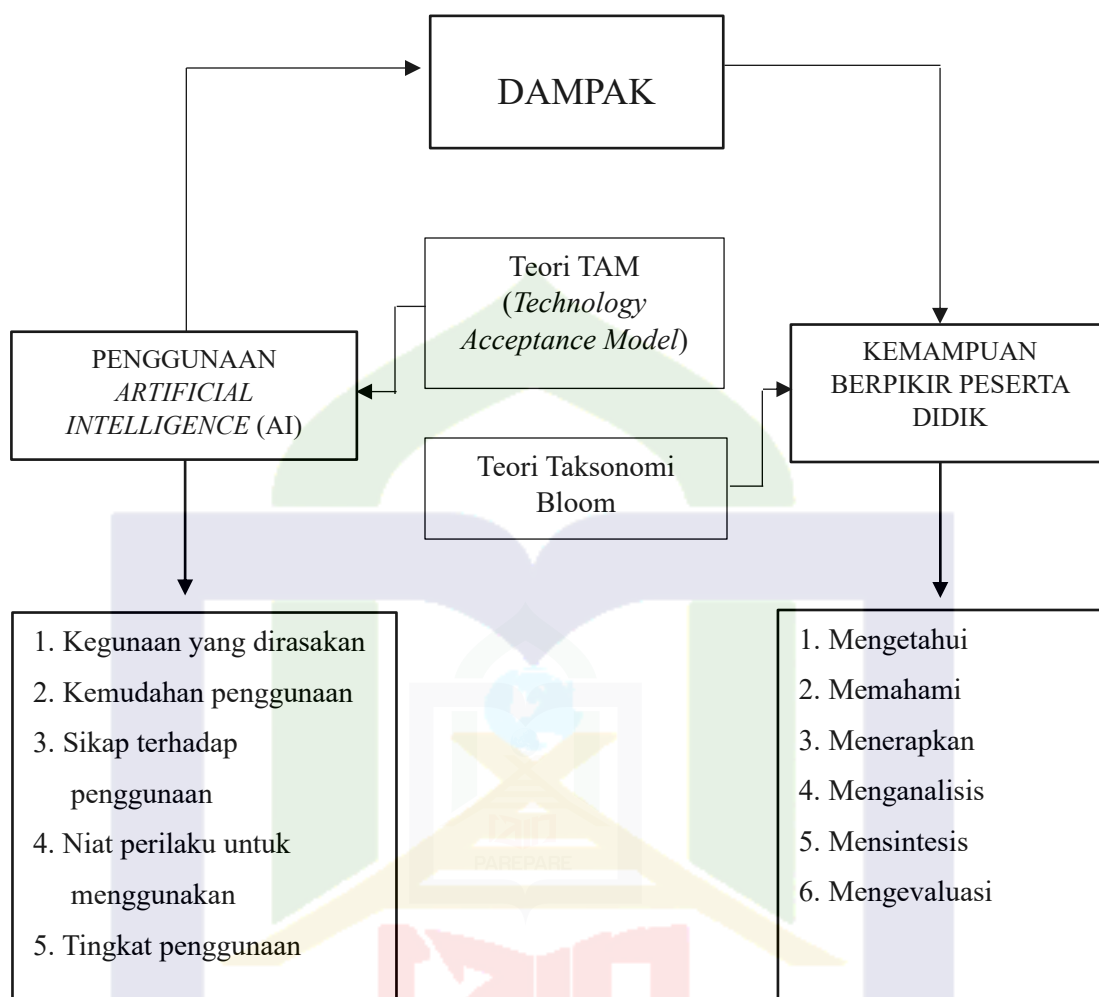 DAMPAK
Teori TAM
(Technology
Acceptance Model)
PENGGUNAAN
ARTIFICIAL
INTELLIGENCE (AI)
KEMAMPUAN
BERPIKIR PESERTA
DIDIK
Teori Taksonomi
Bloom
1. Kegunaan yang dirasakan
2. Kemudahan penggunaan
3. Sikap terhadap
penggunaan
4. Niat perilaku untuk
menggunakan
5. Tingkat penggunaan
1. Mengetahui
2. Memahami
3. Menerapkan
4. Menganalisis
5. Mensintesis
6. Mengevaluasi
PAREPARE